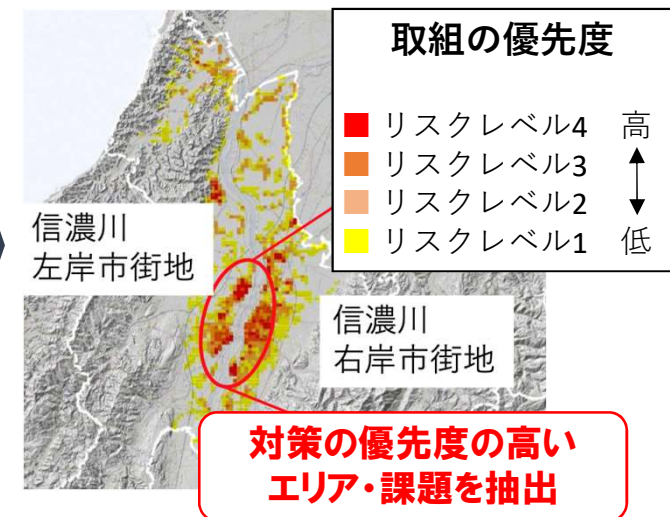 取組の優先度
リスクレベル4 高
リスクレベル3
リスクレベル2
リスクレベル1 低
信濃川
左岸市街地
信濃川
右岸市街地
対策の優先度の高い
エリア・課題を抽出